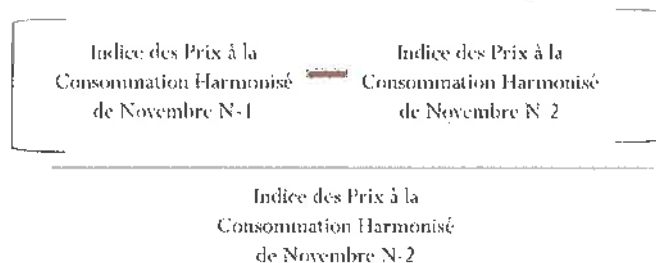 Indice des Prix à la
Consommation Harmonisé
de Novembre N-1
—
Indice des Prix à la
Consommation Harmonisé
de Novembre N-2
Indice des Prix à la
Consommation Harmonisé
de Novembre N-2